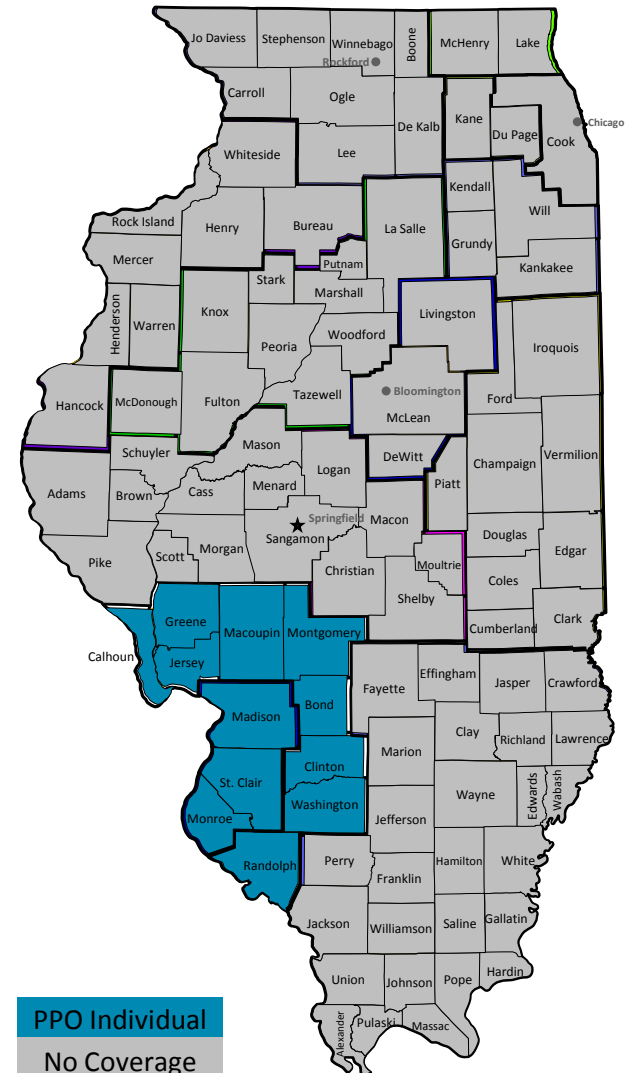 Jo Daviess
Stephenson
Winnebago
Boone
McHenry
Lake
Rockford
Carroll
Ogle
De Kalb
Kane
Du Page
Cook
Chicago
Whiteside
Lee
Kendall
Will
Rock Island
Henry
Bureau
La Salle
Grundy
Mercer
Putnam
Kankakee
Stark
Marshall
Henderson
Warren
Knox
Peoria
Woodford
Livingston
Iroquois
Hancock
McDonough
Fulton
Tazewell
Bloomington
McLean
Ford
Schuyler
Mason
Logan
DeWitt
Champaign
Vermilion
Adams
Brown
Cass
Menard
Piatt
Springfield
Macon
Sangamon
Douglas
Edgar
Pike
Scott
Morgan
Christian
Moultrie
Coles
Shelby
Greene
Macoupin
Montgomery
Cumberland
Clark
Calhoun
Jersey
Effingham
Jasper
Crawford
Fayette
Madison
Bond
Clay
Richland
Lawrence
Marion
Clinton
St. Clair
Wayne
Edwards
Wabash
Washington
Monroe
Jefferson
Randolph
Perry
Hamilton
White
Franklin
Jackson
Williamson
Saline
Gallatin
Union
Johnson
Pope
Hardin
Alexander
Pulaski
Massac
PPO Individual
No Coverage